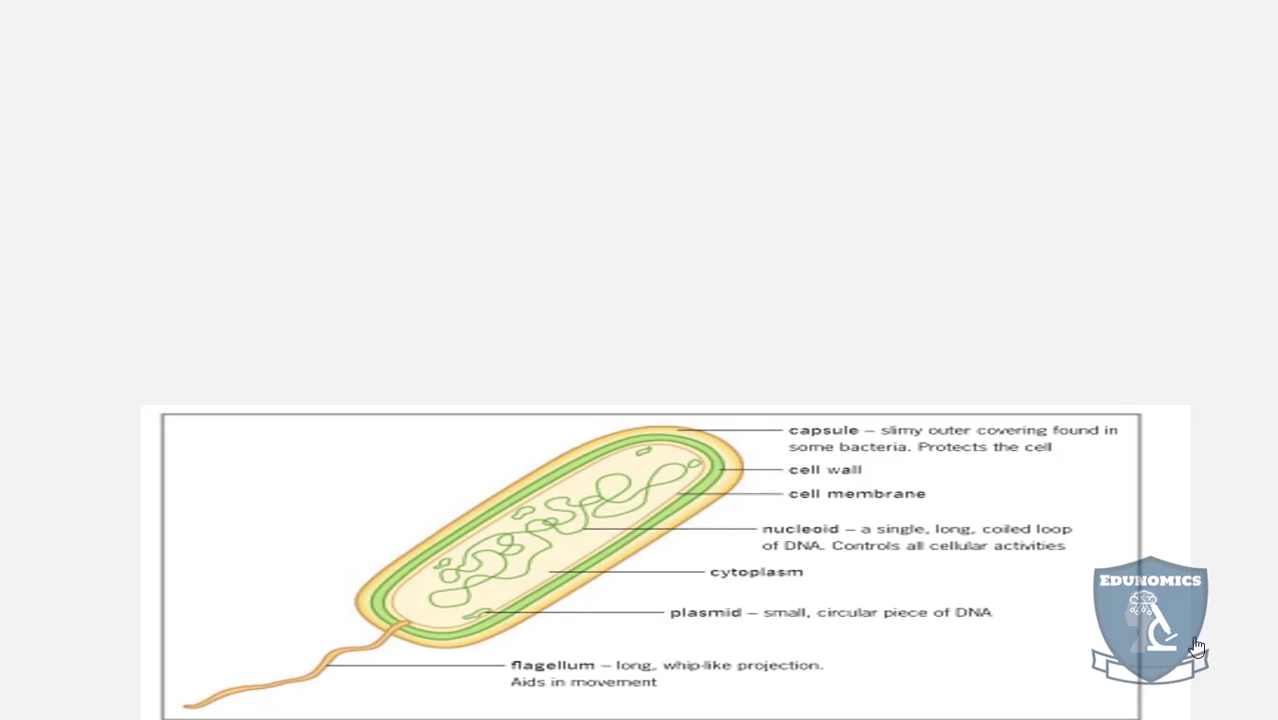 capsule – slimy outer covering found in
some bacteria. Protects the cell
cell wall
cell membrane
nucleoid – a single, long, coiled loop
of DNA. Controls all cellular activities
cytoplasm
plasmid – small, circular piece of DNA
flagellum – long, whip-like projection.
Aids in movement
EDUNOMICS